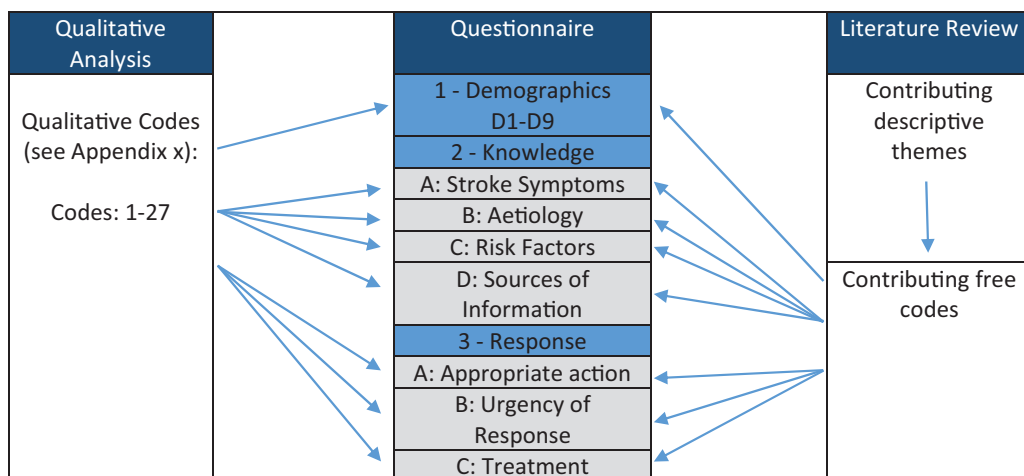 Qualitative
Analysis
Qualitative Codes
(see Appendix x):
Codes: 1-27
Questionnaire
1 - Demographics
D1-D9
2 - Knowledge
A: Stroke Symptoms
B: Aetiology
C: Risk Factors
D: Sources of
Information
3 - Response
A: Appropriate action
B: Urgency of
Response
C: Treatment
Literature Review
Contributing
descriptive
themes
Contributing free
codes